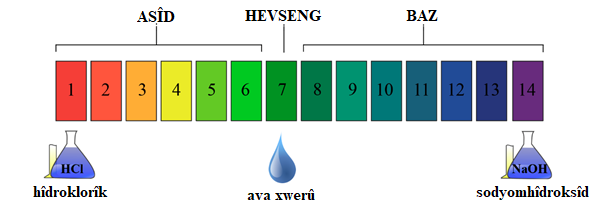 ASÎD HEVSENG BAZ
1 2 3 4 5 6 7 8 9 10 11 12 13 14
HCl NaOH
hîdroklorîk ava xwerû sodyomhîdroksîd